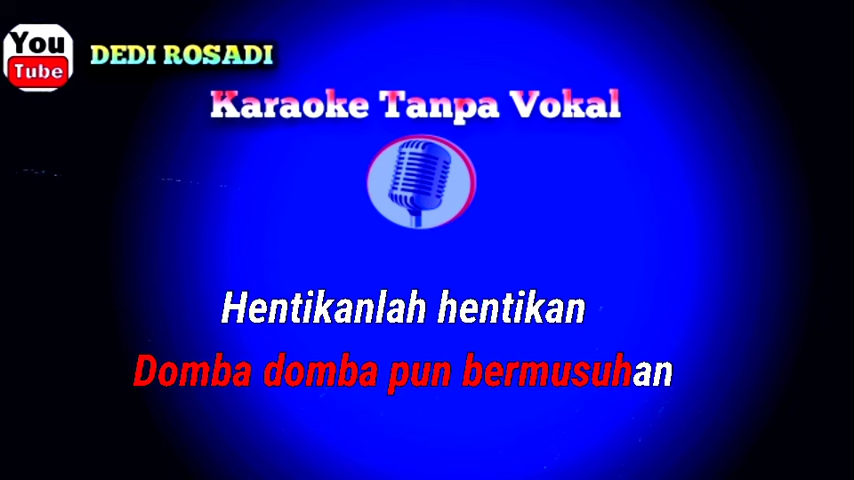 You
Tube
DEDI ROSADI
Karaoke Tanpa Vokal
Hentikanlah hentikan
Domba domba pun bermusuhan